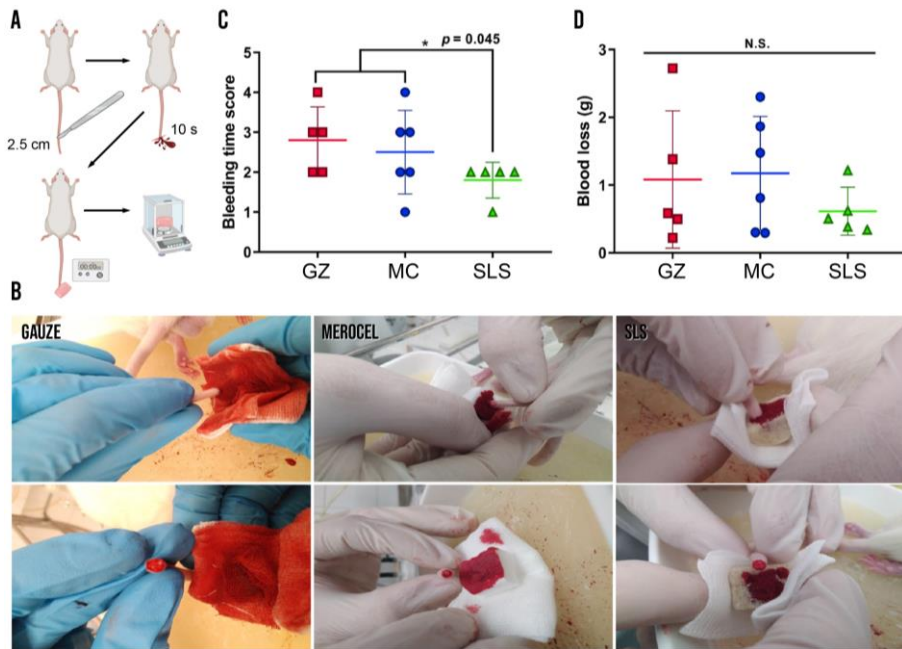 A
2.5 cm
10 s
C
* p = 0.045
Bleeding time score
5
4
3
2
1
0
GZ
MC
SLS
D
N.S.
Blood loss (g)
3
2
1
0
GZ
MC
SLS
B
GAUZE
MEROCEL
SLS